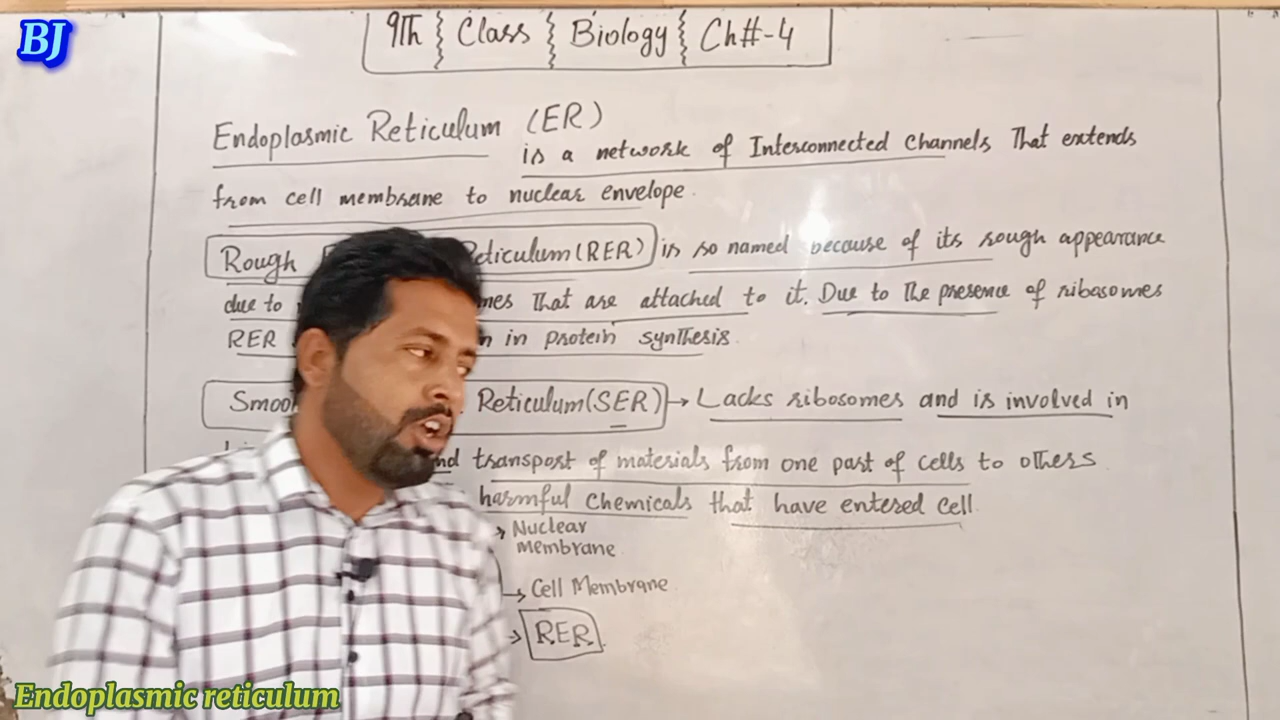 BJ
9Th Class Biology Ch#-4
Endoplasmic Reticulum (ER)
is a network of Interconnected Channels That extends
from cell membrane to nuclear envelope.
Rough Reticulum (RER) is so named because of its rough appearance
due to that are attached to it. Due to The presence of ribosomes
RER in protein synthesis.
Reticulum (SER) → Lacks ribosomes and is involved in
and transport of materials from one part of cells to others
harmful chemicals that have entered cell.
Nuclear
membrane
Cell Membrane
RER
Endoplasmic reticulum